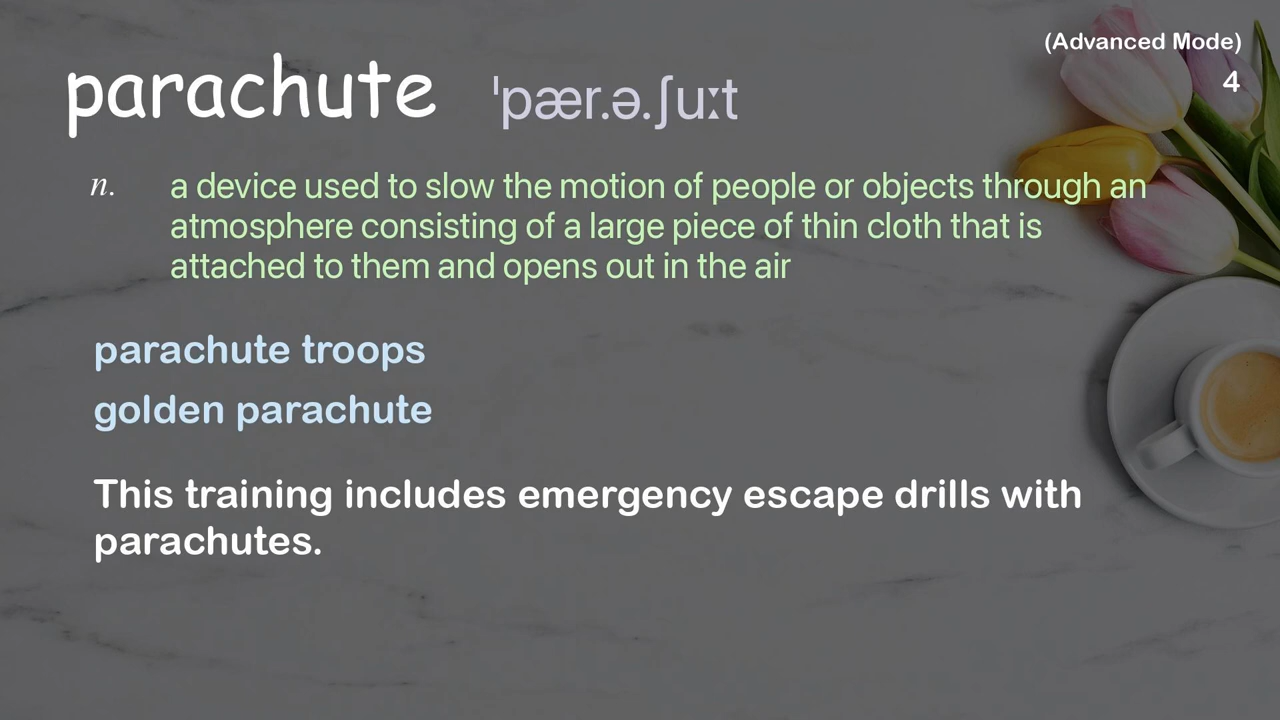 (Advanced Mode)
4
parachute ˈpær.ə.ʃuːt
n. a device used to slow the motion of people or objects through an
atmosphere consisting of a large piece of thin cloth that is
attached to them and opens out in the air
parachute troops
golden parachute
This training includes emergency escape drills with
parachutes.